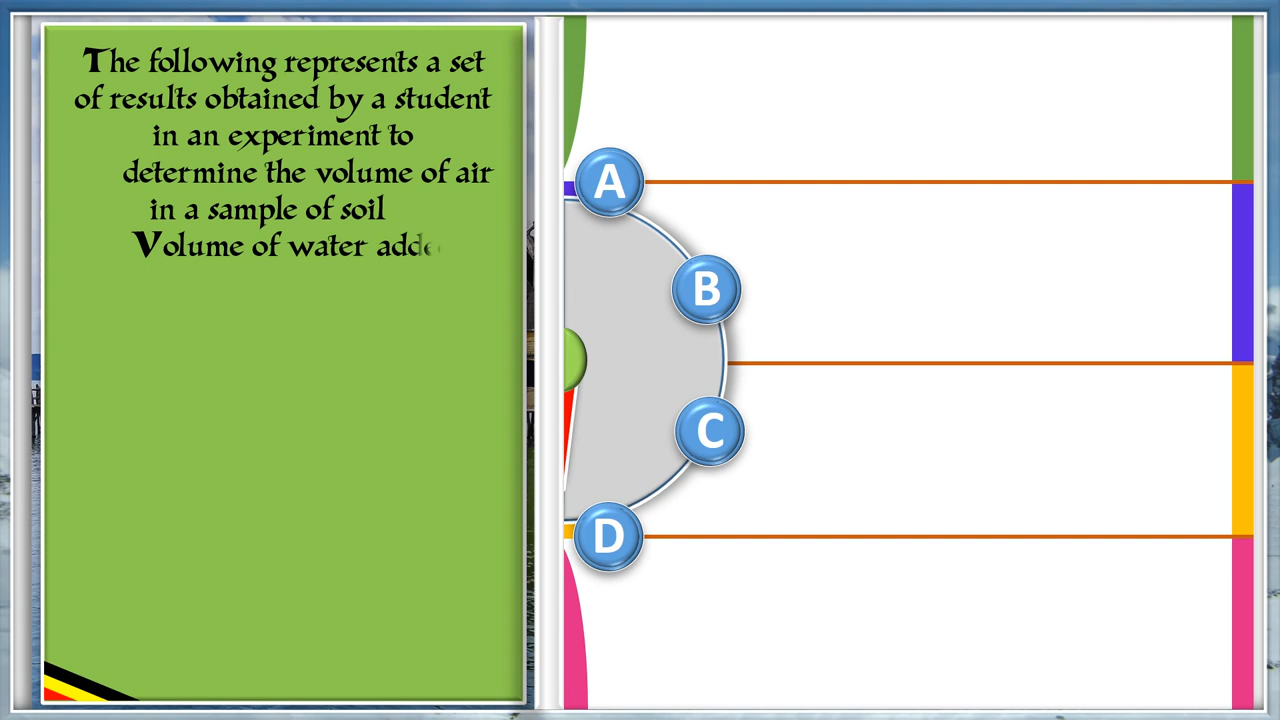 The following represents a set
of results obtained by a student
in an experiment to
determine the volume of air
in a sample of soil
Volume of water
A
B
C
D